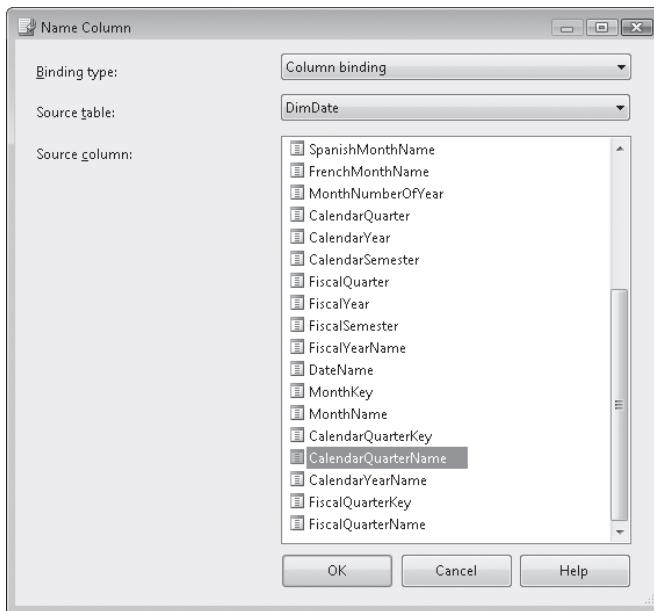 Name Column
Binding type:
Column binding
Source table:
DimDate
Source column:
SpanishMonthName
FrenchMonthName
MonthNumberOfYear
CalendarQuarter
CalendarYear
CalendarSemester
FiscalQuarter
FiscalYear
FiscalSemester
FiscalYearName
DateName
MonthKey
MonthName
CalendarQuarterKey
CalendarQuarterName
CalendarYearName
FiscalQuarterKey
FiscalQuarterName
OK
Cancel
Help